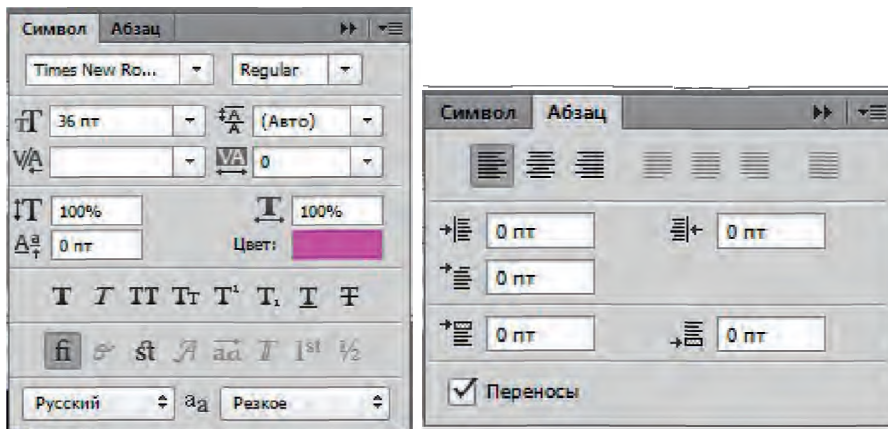 Символ Абзац
Times New Ro... Regular
36 пт (Авто)
0
100% 100%
0 пт Цвет:
T T TT Tт T¹ T₁ T T
fi st A ad T 1st ½
Русский aа Резкое
Символ Абзац
0 пт 0 пт
0 пт
0 пт 0 пт
Переносы